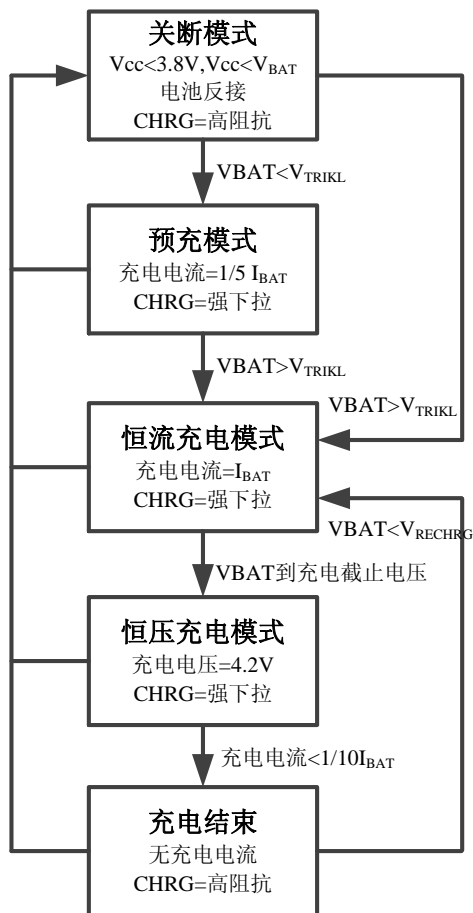 关断模式
Vcc<3.8V,Vcc<VBAT
电池反接
CHRG=高阻抗
VBAT<VTRIKL
预充模式
充电电流=1/5 IBAT
CHRG=强下拉
VBAT>VTRIKL
VBAT>VTRIKL
恒流充电模式
充电电流=IBAT
CHRG=强下拉
VBAT<VRECHRG
VBAT到充电截止电压
恒压充电模式
充电电压=4.2V
CHRG=强下拉
充电电流<1/10IBAT
充电结束
无充电电流
CHRG=高阻抗